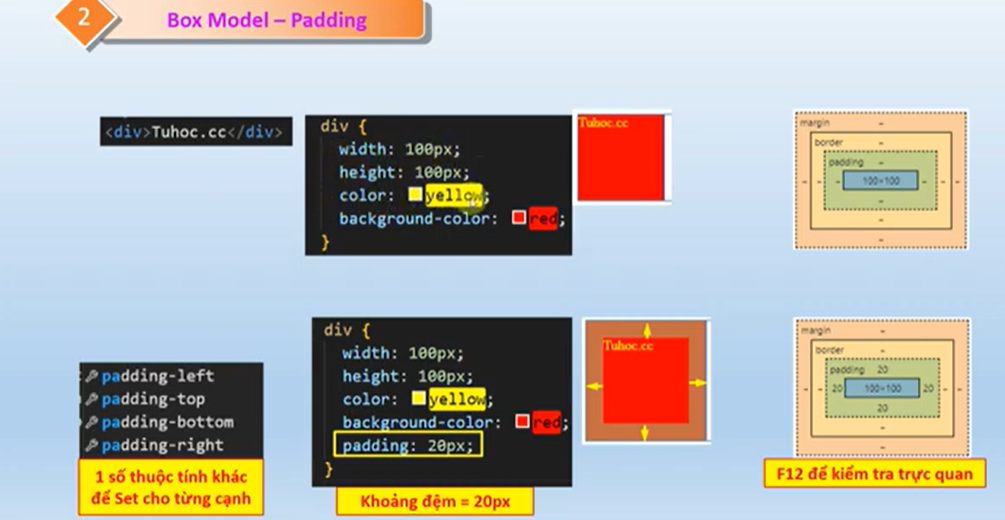 2
Box Model – Padding
<div>Tuhoc.cc</div>
div {
width: 100px;
height: 100px;
color: yellow;
background-color: red;
}
Tuhoc.cc
margin -
border -
padding -
- - - 100×100 - - -
-
-
-
padding-left
padding-top
padding-bottom
padding-right
1 số thuộc tính khác
để Set cho từng cạnh
div {
width: 100px;
height: 100px;
color: yellow;
background-color: red;
padding: 20px;
}
Khoảng đệm = 20px
Tuhoc.cc
margin -
border -
padding 20
- - 20 100×100 20 - -
20
-
-
F12 để kiểm tra trực quan